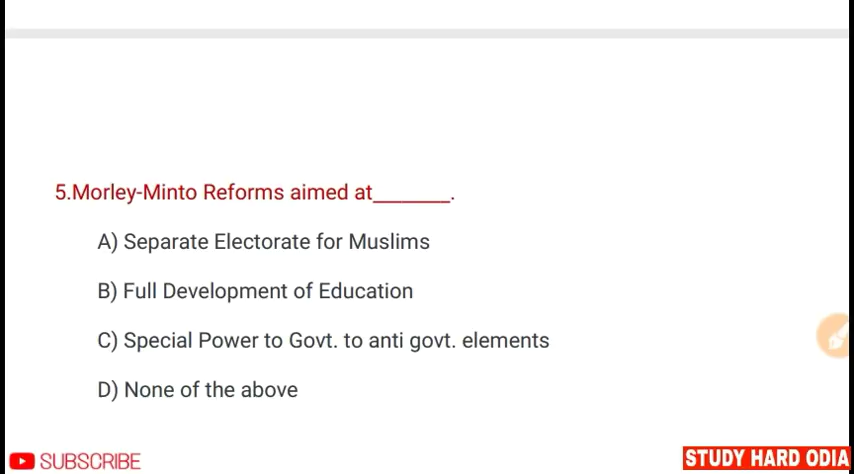 5.Morley-Minto Reforms aimed at_______.
A) Separate Electorate for Muslims
B) Full Development of Education
C) Special Power to Govt. to anti govt. elements
D) None of the above
SUBSCRIBE
STUDY HARD ODIA